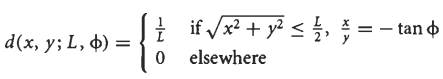 d(x, y; L, ϕ) = { 1/L if √(x² + y²) ≤ L/2, x/y = − tan ϕ
0 elsewhere